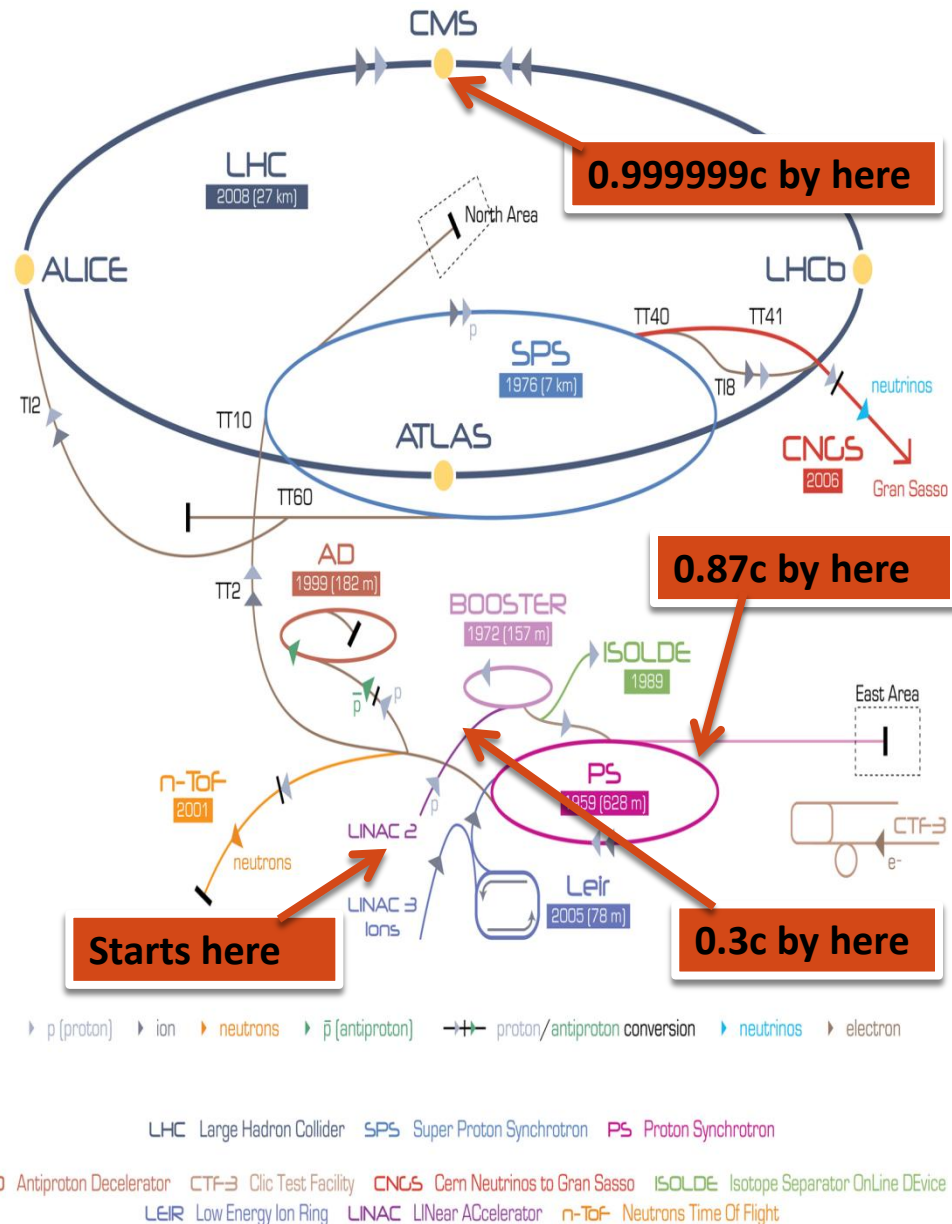 CMS
0.999999c by here
LHC
2008 (27 km)
North Area
ALICE
LHCb
TT40
TT41
p
SPS
1976 (7 km)
TI8
neutrinos
TI2
TT10
ATLAS
CNGS
2006
Gran Sasso
TT60
AD
1999 (182 m)
0.87c by here
TT2
BOOSTER
1972 (157 m)
ISOLDE
1989
East Area
p̅
p
n-ToF
2001
PS
1959 (628 m)
p
LINAC 2
CTF-3
e-
neutrons
LINAC 3
Ions
Leir
2005 (78 m)
Starts here
0.3c by here
p (proton) ion neutrons p̅ (antiproton) proton/antiproton conversion neutrinos electron
LHC Large Hadron Collider SPS Super Proton Synchrotron PS Proton Synchrotron
Antiproton Decelerator CTF-3 Clic Test Facility CNGS Cern Neutrinos to Gran Sasso ISOLDE Isotope Separator OnLine DEvice
LEIR Low Energy Ion Ring LINAC LINear ACcelerator n-ToF Neutrons Time Of Flight